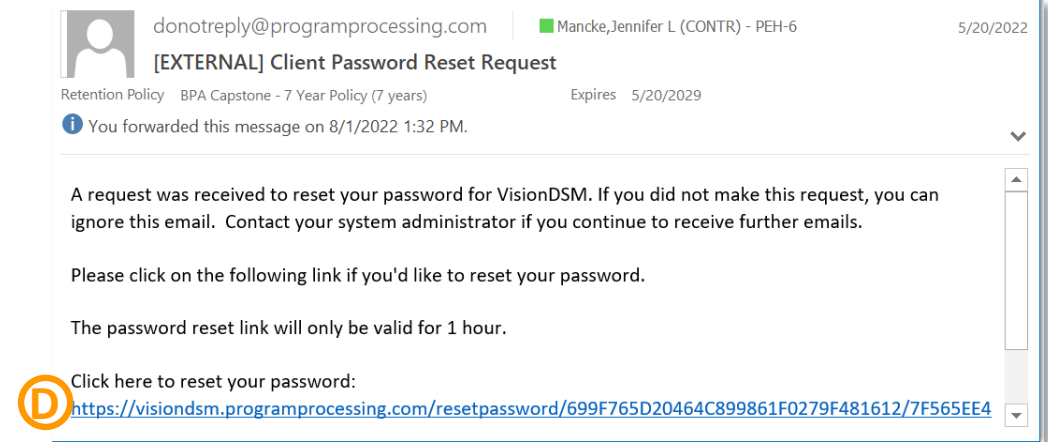 donotreply@programprocessing.com Mancke,Jennifer L (CONTR) - PEH-6 5/20/2022
[EXTERNAL] Client Password Reset Request
Retention Policy BPA Capstone - 7 Year Policy (7 years) Expires 5/20/2029
You forwarded this message on 8/1/2022 1:32 PM.
A request was received to reset your password for VisionDSM. If you did not make this request, you can
ignore this email.  Contact your system administrator if you continue to receive further emails.
Please click on the following link if you'd like to reset your password.
The password reset link will only be valid for 1 hour.
Click here to reset your password:
D
https://visiondsm.programprocessing.com/resetpassword/699F765D20464C899861F0279F481612/7F565EE4